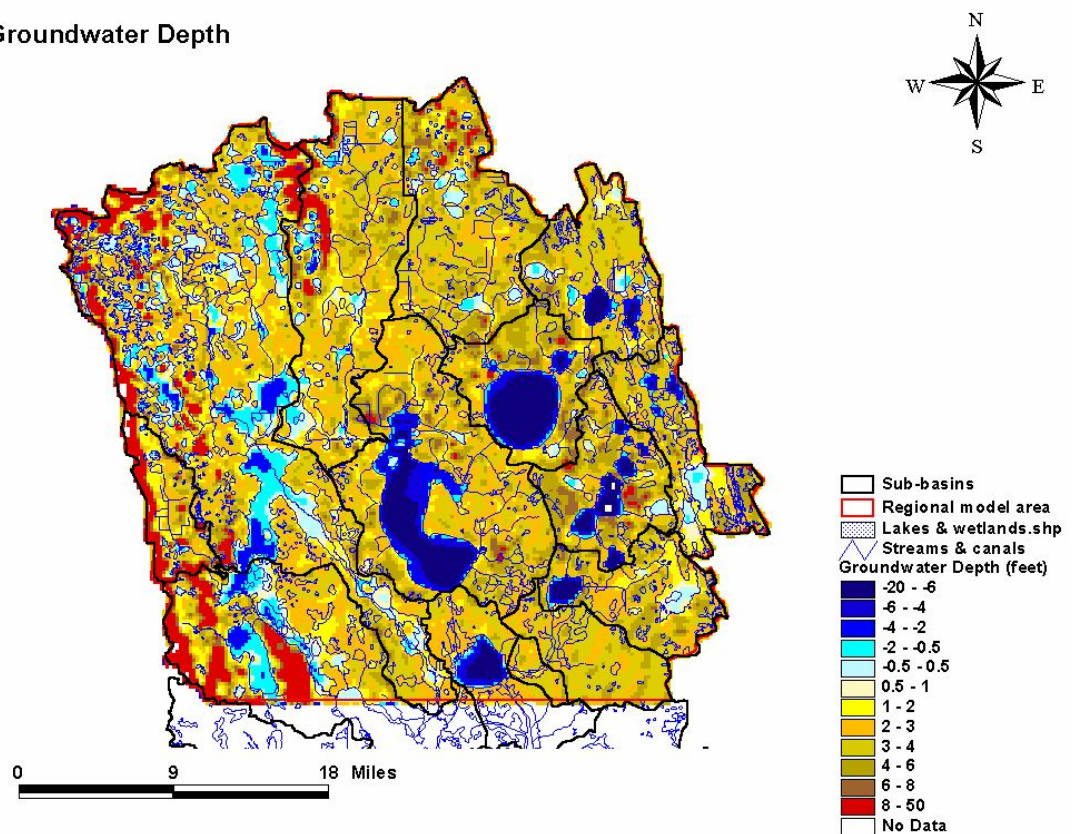 Groundwater Depth
N
W E
S
Sub-basins
Regional model area
Lakes & wetlands.shp
Streams & canals
Groundwater Depth (feet)
-20 - -6
-6 - -4
-4 - -2
-2 - -0.5
-0.5 - 0.5
0.5 - 1
1 - 2
2 - 3
3 - 4
4 - 6
6 - 8
8 - 50
No Data
0 9 18 Miles